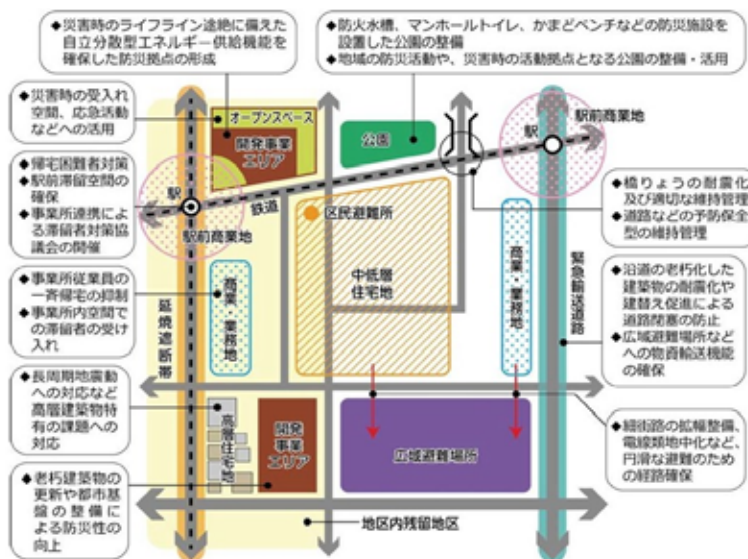 ◆災害時のライフライン途絶に備えた
自立分散型エネルギー供給機能を
確保した防災拠点の形成
◆防火水槽、マンホールトイレ、かまどベンチなどの防災施設を
設置した公園の整備
◆地域の防災活動や、災害時の活動拠点となる公園の整備・活用
◆災害時の受入れ
空間、応急活動
などへの活用
オープンスペース
開発事業
エリア
公園
駅
駅前商業地
◆帰宅困難者対策
◆駅前滞留空間の
確保
◆事業所連携による
滞留者対策協
議会の開催
駅
鉄道
駅前商業地
区民避難所
◆橋りょうの耐震化
及び適切な維持管理
◆道路などの予防保全
型の維持管理
◆事業所従業員の
一斉帰宅の抑制
◆事業所内空間で
の滞留者の受け
入れ
延焼遮断帯
商業・業務地
中低層
住宅地
商業・業務地
緊急輸送道路
◆沿道の老朽化した
建築物の耐震化や
建替え促進による
道路閉塞の防止
◆広域避難場所など
への物資輸送機能
の確保
◆長周期地震動
への対応など
高層建築物特
有の課題への
対応
高層住宅地
開発
事業
エリア
広域避難場所
◆細街路の拡幅整備、
電線類地中化など、
円滑な避難のため
の経路確保
◆老朽建築物の
更新や都市基
盤の整備に
よる防災性の
向上
地区内残留地区